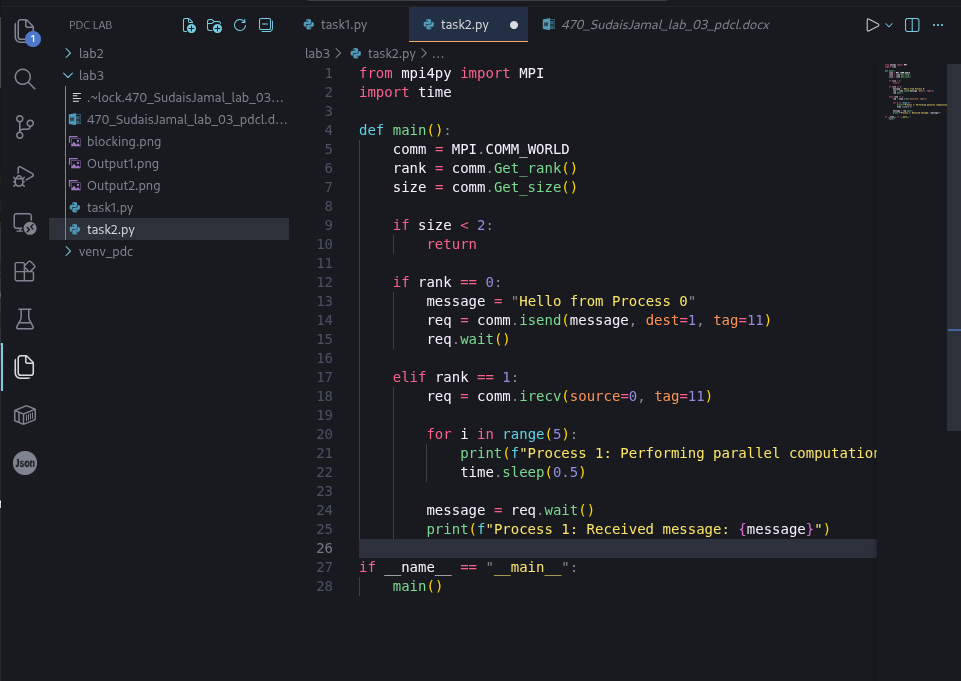 1
PDC LAB
task1.py
task2.py
470_SudaisJamal_lab_03_pdcl.docx
lab3 > task2.py > ...
lab2
lab3
.~lock.470_SudaisJamal_lab_03...
470_SudaisJamal_lab_03_pdcl.d...
blocking.png
Output1.png
Output2.png
task1.py
task2.py
venv_pdc
Json
1 from mpi4py import MPI
2 import time
3
4 def main():
5     comm = MPI.COMM_WORLD
6     rank = comm.Get_rank()
7     size = comm.Get_size()
8
9     if size < 2:
10         return
11
12     if rank == 0:
13         message = "Hello from Process 0"
14         req = comm.isend(message, dest=1, tag=11)
15         req.wait()
16
17     elif rank == 1:
18         req = comm.irecv(source=0, tag=11)
19
20         for i in range(5):
21             print(f"Process 1: Performing parallel computation
22             time.sleep(0.5)
23
24         message = req.wait()
25         print(f"Process 1: Received message: {message}")
26
27 if __name__ == "__main__":
28     main()